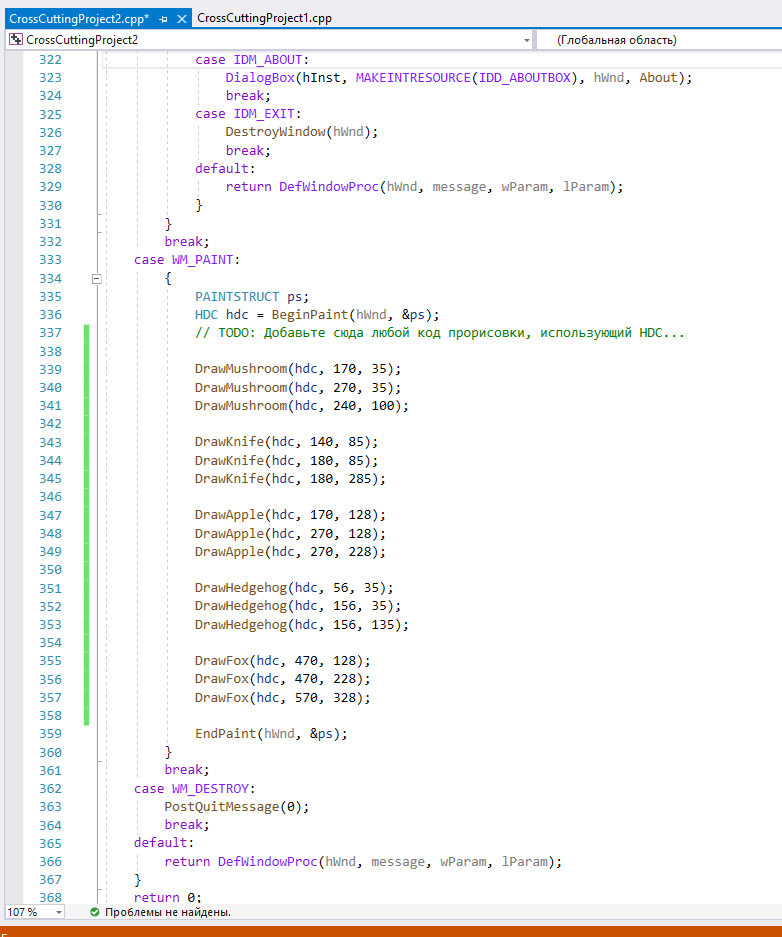 CrossCuttingProject2.cpp* CrossCuttingProject1.cpp
CrossCuttingProject2 (Глобальная область)
322 case IDM_ABOUT:
323 DialogBox(hInst, MAKEINTRESOURCE(IDD_ABOUTBOX), hWnd, About);
324 break;
325 case IDM_EXIT:
326 DestroyWindow(hWnd);
327 break;
328 default:
329 return DefWindowProc(hWnd, message, wParam, lParam);
330 }
331 }
332 break;
333 case WM_PAINT:
334 {
335 PAINTSTRUCT ps;
336 HDC hdc = BeginPaint(hWnd, &ps);
337 // TODO: Добавьте сюда любой код прорисовки, использующий HDC...
338
339 DrawMushroom(hdc, 170, 35);
340 DrawMushroom(hdc, 270, 35);
341 DrawMushroom(hdc, 240, 100);
342
343 DrawKnife(hdc, 140, 85);
344 DrawKnife(hdc, 180, 85);
345 DrawKnife(hdc, 180, 285);
346
347 DrawApple(hdc, 170, 128);
348 DrawApple(hdc, 270, 128);
349 DrawApple(hdc, 270, 228);
350
351 DrawHedgehog(hdc, 56, 35);
352 DrawHedgehog(hdc, 156, 35);
353 DrawHedgehog(hdc, 156, 135);
354
355 DrawFox(hdc, 470, 128);
356 DrawFox(hdc, 470, 228);
357 DrawFox(hdc, 570, 328);
358
359 EndPaint(hWnd, &ps);
360 }
361 break;
362 case WM_DESTROY:
363 PostQuitMessage(0);
364 break;
365 default:
366 return DefWindowProc(hWnd, message, wParam, lParam);
367 }
368 return 0;
107 % Проблемы не найдены.